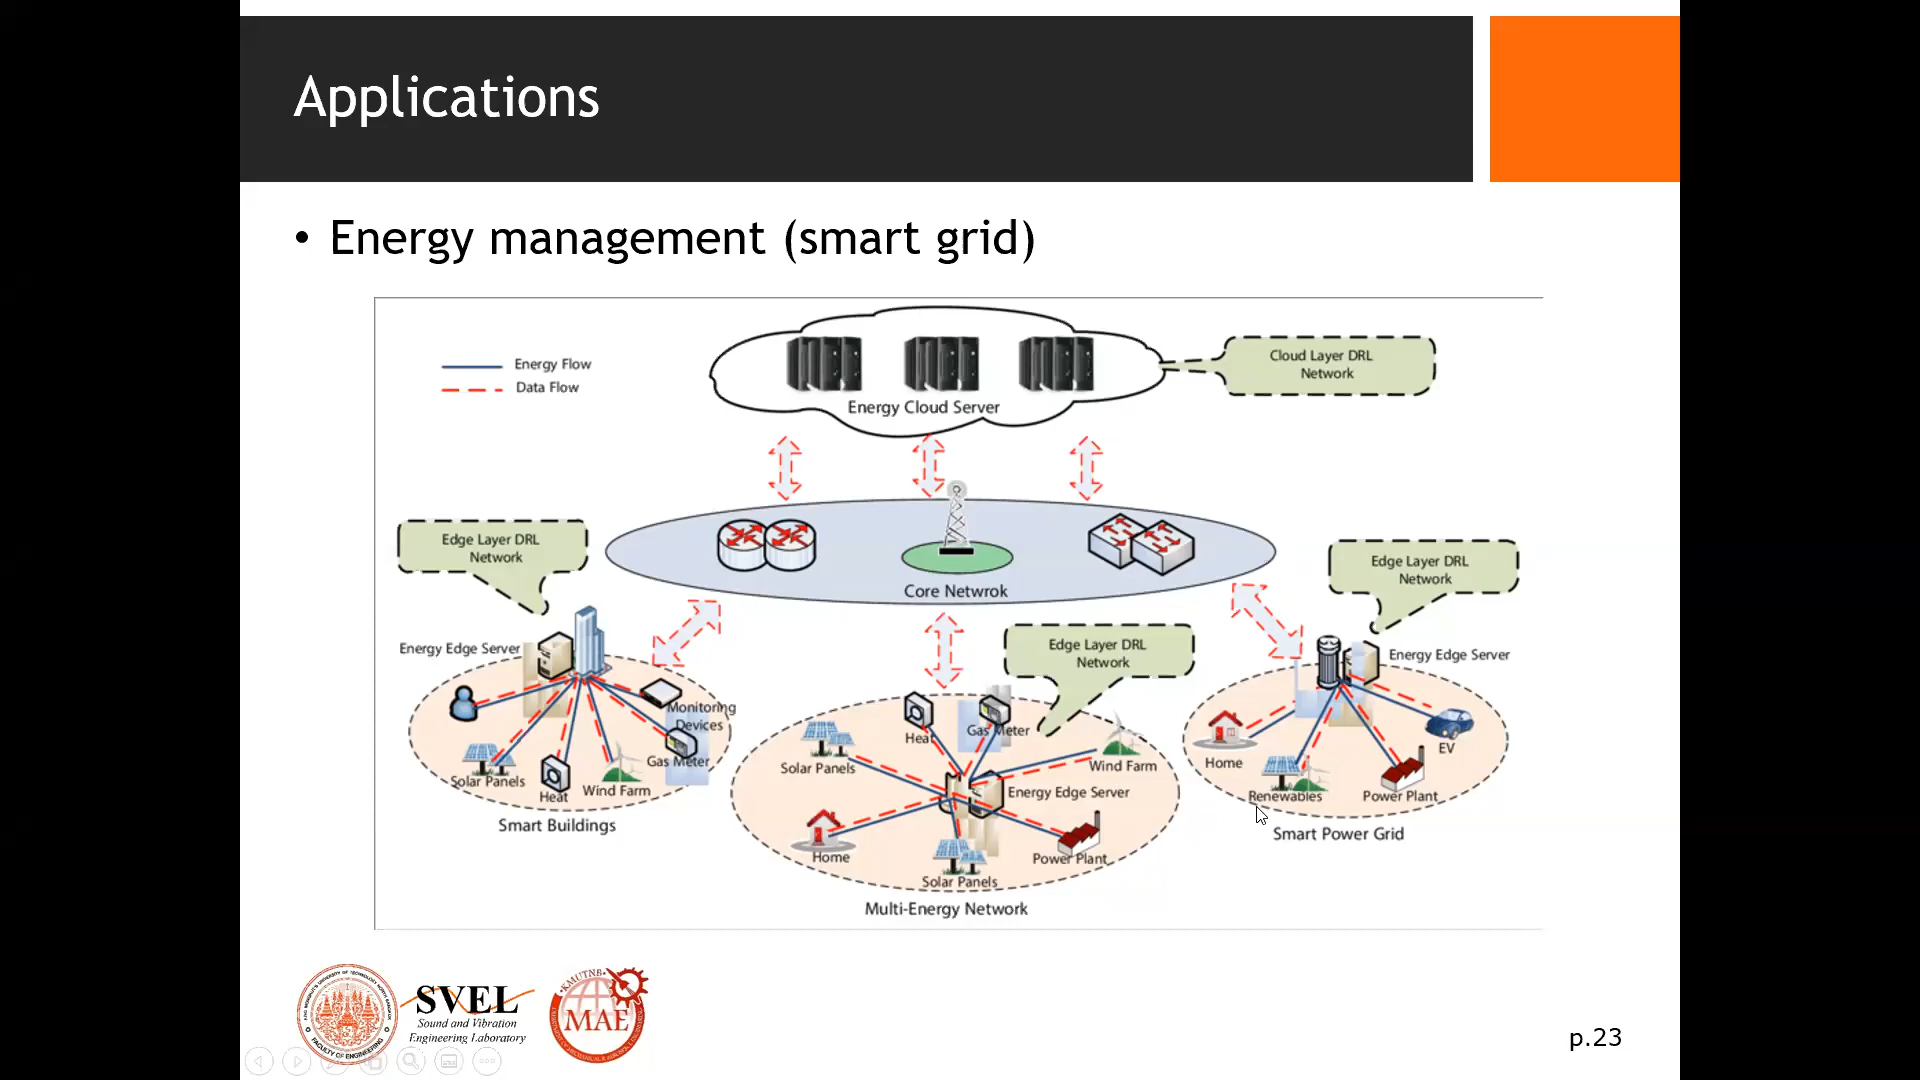 Applications
• Energy management (smart grid)
Energy Flow
Data Flow
Energy Cloud Server
Cloud Layer DRL
Network
Core Netwrok
Edge Layer DRL
Network
Energy Edge Server
Monitoring
Devices
Gas Meter
Solar Panels
Heat
Wind Farm
Smart Buildings
Edge Layer DRL
Network
Heat
Gas Meter
Solar Panels
Wind Farm
Energy Edge Server
Home
Solar Panels
Power Plant
Multi-Energy Network
Edge Layer DRL
Network
Energy Edge Server
EV
Home
Renewables
Power Plant
Smart Power Grid
FACULTY OF ENGINEERING
SVEL
Sound and Vibration
Engineering Laboratory
KMUTNB
MAE
p.23